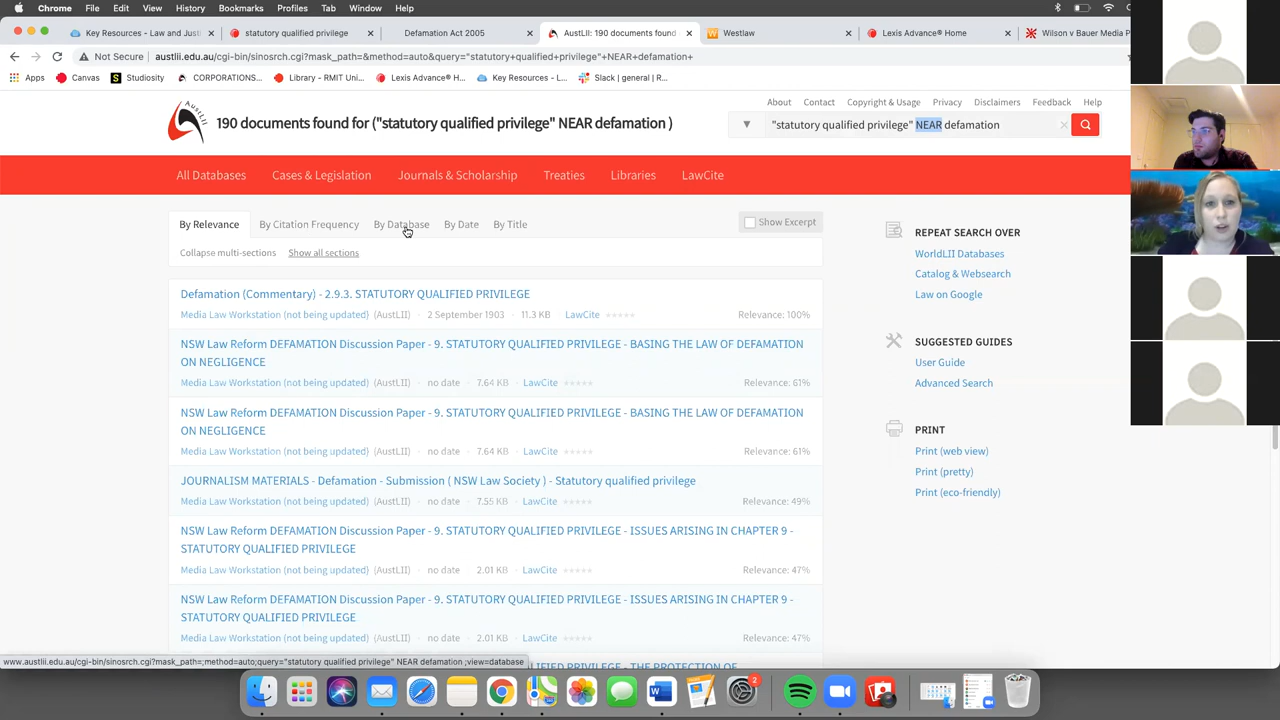 Chrome File Edit View History Bookmarks Profiles Tab Window Help
Key Resources - Law and Just
statutory qualified privilege
Defamation Act 2005
AustLII: 190 documents found
Westlaw
Lexis Advance® Home
Wilson v Bauer Media P
Not Secure austlii.edu.au/cgi-bin/sinosrch.cgi?mask_path=&method=auto&query="statutory+qualified+privilege"+NEAR+defamation+
Apps Canvas Studiosity CORPORATIONS... Library - RMIT Un... Lexis Advance® H... Key Resources - L... Slack | general | R...
About Contact Copyright & Usage Privacy Disclaimers Feedback Help
AustLII
190 documents found for ("statutory qualified privilege" NEAR defamation )
"statutory qualified privilege" NEAR defamation
All Databases Cases & Legislation Journals & Scholarship Treaties Libraries LawCite
By Relevance By Citation Frequency By Database By Date By Title
Show Excerpt
Collapse multi-sections Show all sections
Defamation (Commentary) - 2.9.3. STATUTORY QUALIFIED PRIVILEGE
Media Law Workstation (not being updated) (AustLII) · 2 September 1903 · 11.3 KB · LawCite Relevance: 100%
NSW Law Reform DEFAMATION Discussion Paper - 9. STATUTORY QUALIFIED PRIVILEGE - BASING THE LAW OF DEFAMATION
ON NEGLIGENCE
Media Law Workstation (not being updated) (AustLII) · no date · 7.64 KB · LawCite Relevance: 61%
NSW Law Reform DEFAMATION Discussion Paper - 9. STATUTORY QUALIFIED PRIVILEGE - BASING THE LAW OF DEFAMATION
ON NEGLIGENCE
Media Law Workstation (not being updated) (AustLII) · no date · 7.64 KB · LawCite Relevance: 61%
JOURNALISM MATERIALS - Defamation - Submission ( NSW Law Society ) - Statutory qualified privilege
Media Law Workstation (not being updated) (AustLII) · no date · 7.55 KB · LawCite Relevance: 49%
NSW Law Reform DEFAMATION Discussion Paper - 9. STATUTORY QUALIFIED PRIVILEGE - ISSUES ARISING IN CHAPTER 9 -
STATUTORY QUALIFIED PRIVILEGE
Media Law Workstation (not being updated) (AustLII) · no date · 2.01 KB · LawCite Relevance: 47%
NSW Law Reform DEFAMATION Discussion Paper - 9. STATUTORY QUALIFIED PRIVILEGE - ISSUES ARISING IN CHAPTER 9 -
STATUTORY QUALIFIED PRIVILEGE
Media Law Workstation (not being updated) (AustLII) · no date · 2.01 KB · LawCite Relevance: 47%
IFIED PRIVILEGE - THE PROTECTION OF
www.austlii.edu.au/cgi-bin/sinosrch.cgi?mask_path=;method=auto;query="statutory qualified privilege" NEAR defamation ;view=database
REPEAT SEARCH OVER
WorldLII Databases
Catalog & Websearch
Law on Google
SUGGESTED GUIDES
User Guide
Advanced Search
PRINT
Print (web view)
Print (pretty)
Print (eco-friendly)
2